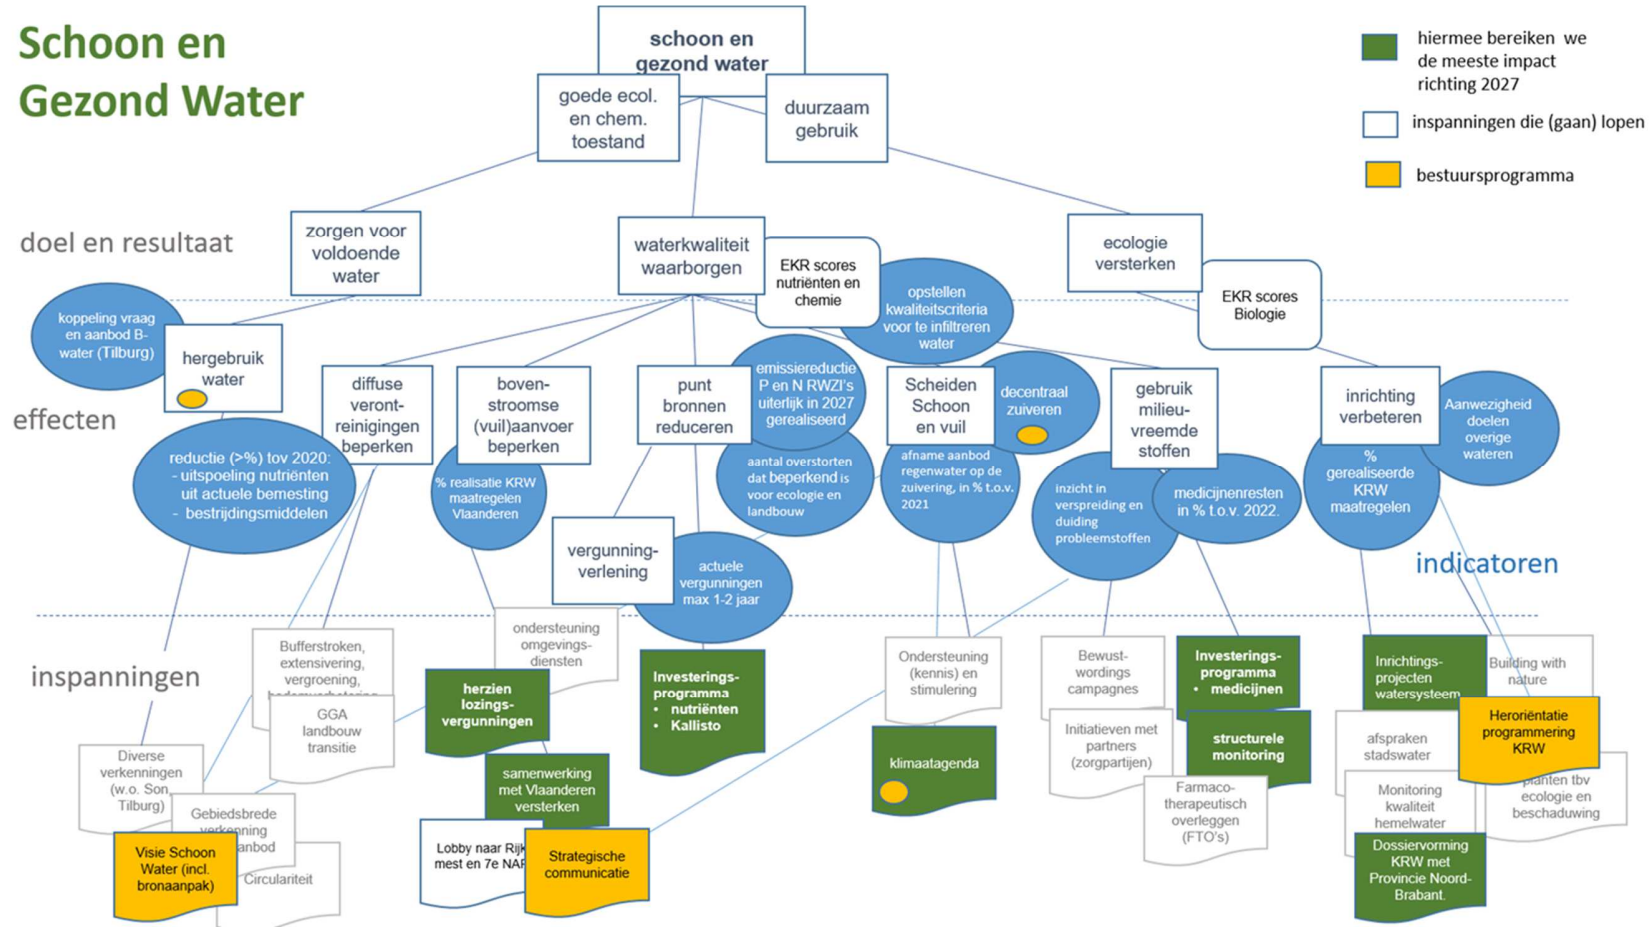 Schoon en
Gezond Water
schoon en
gezond water
goede ecol.
en chem.
toestand
duurzaam
gebruik
hiermee bereiken we
de meeste impact
richting 2027
inspanningen die (gaan) lopen
bestuursprogramma
doel en resultaat
zorgen voor
voldoende
water
waterkwaliteit
waarborgen
EKR scores
nutriënten en
chemie
ecologie
versterken
EKR scores
Biologie
opstellen
kwaliteitscriteria
voor te infiltreren
water
koppeling vraag
en aanbod B-
water (Tilburg)
hergebruik
water
effecten
diffuse
veront-
reinigingen
beperken
boven-
stroomse
(vuil)aanvoer
beperken
punt
bronnen
reduceren
emissiereductie
P en N RWZI's
uiterlijk in 2027
gerealiseerd
Scheiden
Schoon
en vuil
decentraal
zuiveren
gebruik
milieu-
vreemde
stoffen
inrichting
verbeteren
Aanwezigheid
doelen
overige
wateren
reductie (>%) tov 2020:
- uitspoeling nutriënten
uit actuele bemesting
- bestrijdingsmiddelen
% realisatie KRW
maatregelen
Vlaanderen
aantal overstorten
dat beperkend is
voor ecologie en
landbouw
afname aanbod
regenwater op de
zuivering, in % t.o.v.
2021
inzicht in
verspreiding en
duiding
probleemstoffen
medicijnenresten
in % t.o.v. 2022.
%
gerealiseerde
KRW
maatregelen
vergunning-
verlening
actuele
vergunningen
max 1-2 jaar
indicatoren
inspanningen
Bufferstroken,
extensivering,
vergroening,
GGA
landbouw
transitie
ondersteuning
omgevings-
diensten
herzien
lozings-
vergunningen
Investerings-
programma
• nutriënten
• Kallisto
samenwerking
met Vlaanderen
versterken
Lobby naar Rijk
mest en 7e NAP
Strategische
communicatie
Diverse
verkenningen
(w.o. Son,
Tilburg)
Gebiedsbrede
verkenning
anbod
Visie Schoon
Water (incl.
bronaanpak)
Circulariteit
Ondersteuning
(kennis) en
stimulering
klimaatagenda
Bewust-
wordings
campagnes
Initiatieven met
partners
(zorgpartijen)
Farmaco-
therapeutisch
overleggen
(FTO's)
Investerings-
programma
• medicijnen
structurele
monitoring
Inrichtings-
projecten
watersysteem
Building with
nature
Heroriëntatie
programmering
KRW
afspraken
stadswater
planten tbv
ecologie en
beschaduwing
Monitoring
kwaliteit
hemelwater
Dossiervorming
KRW met
Provincie Noord-
Brabant.